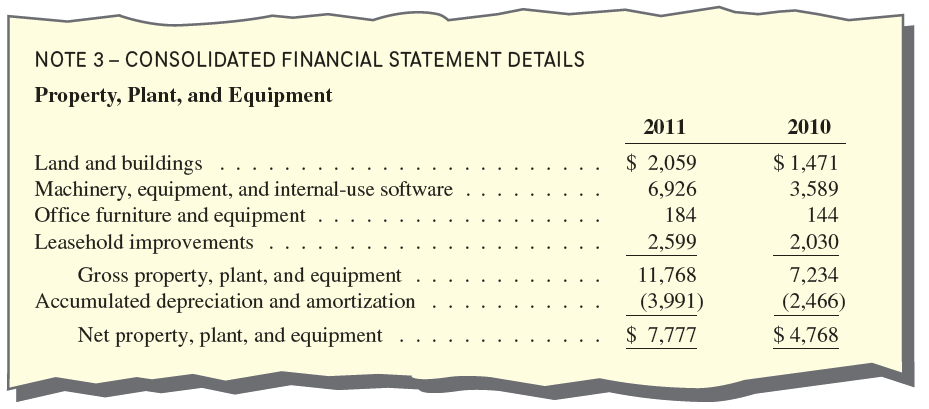 NOTE 3 – CONSOLIDATED FINANCIAL STATEMENT DETAILS
Property, Plant, and Equipment
2011 2010
Land and buildings . . . . . . . . . . . . . . . . . . . . . . . . $ 2,059 $ 1,471
Machinery, equipment, and internal-use software . . . . . . . . . 6,926 3,589
Office furniture and equipment . . . . . . . . . . . . . . . . . . 184 144
Leasehold improvements . . . . . . . . . . . . . . . . . . . . . 2,599 2,030
Gross property, plant, and equipment . . . . . . . . . . . . 11,768 7,234
Accumulated depreciation and amortization . . . . . . . . . . . (3,991) (2,466)
Net property, plant, and equipment . . . . . . . . . . . . . $ 7,777 $ 4,768